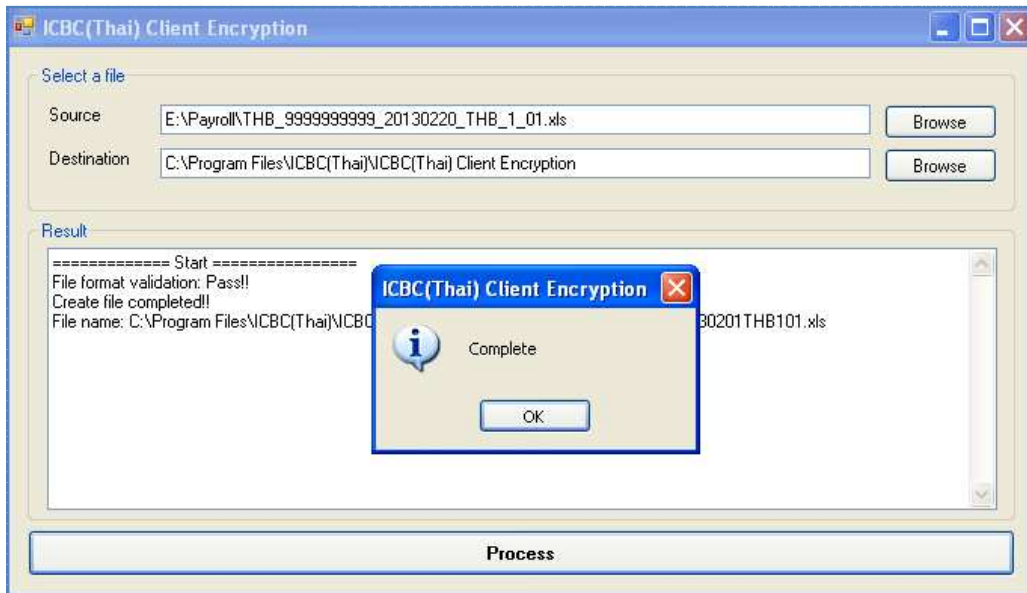 ICBC(Thai) Client Encryption
Select a file
Source
E:\Payroll\THB_9999999999_20130220_THB_1_01.xls
Browse
Destination
C:\Program Files\ICBC(Thai)\ICBC(Thai) Client Encryption
Browse
Result
============= Start ================
File format validation: Pass!!
Create file completed!!
File name: C:\Program Files\ICBC(Thai)\ICBC 30201THB101.xls
ICBC(Thai) Client Encryption
Complete
OK
Process